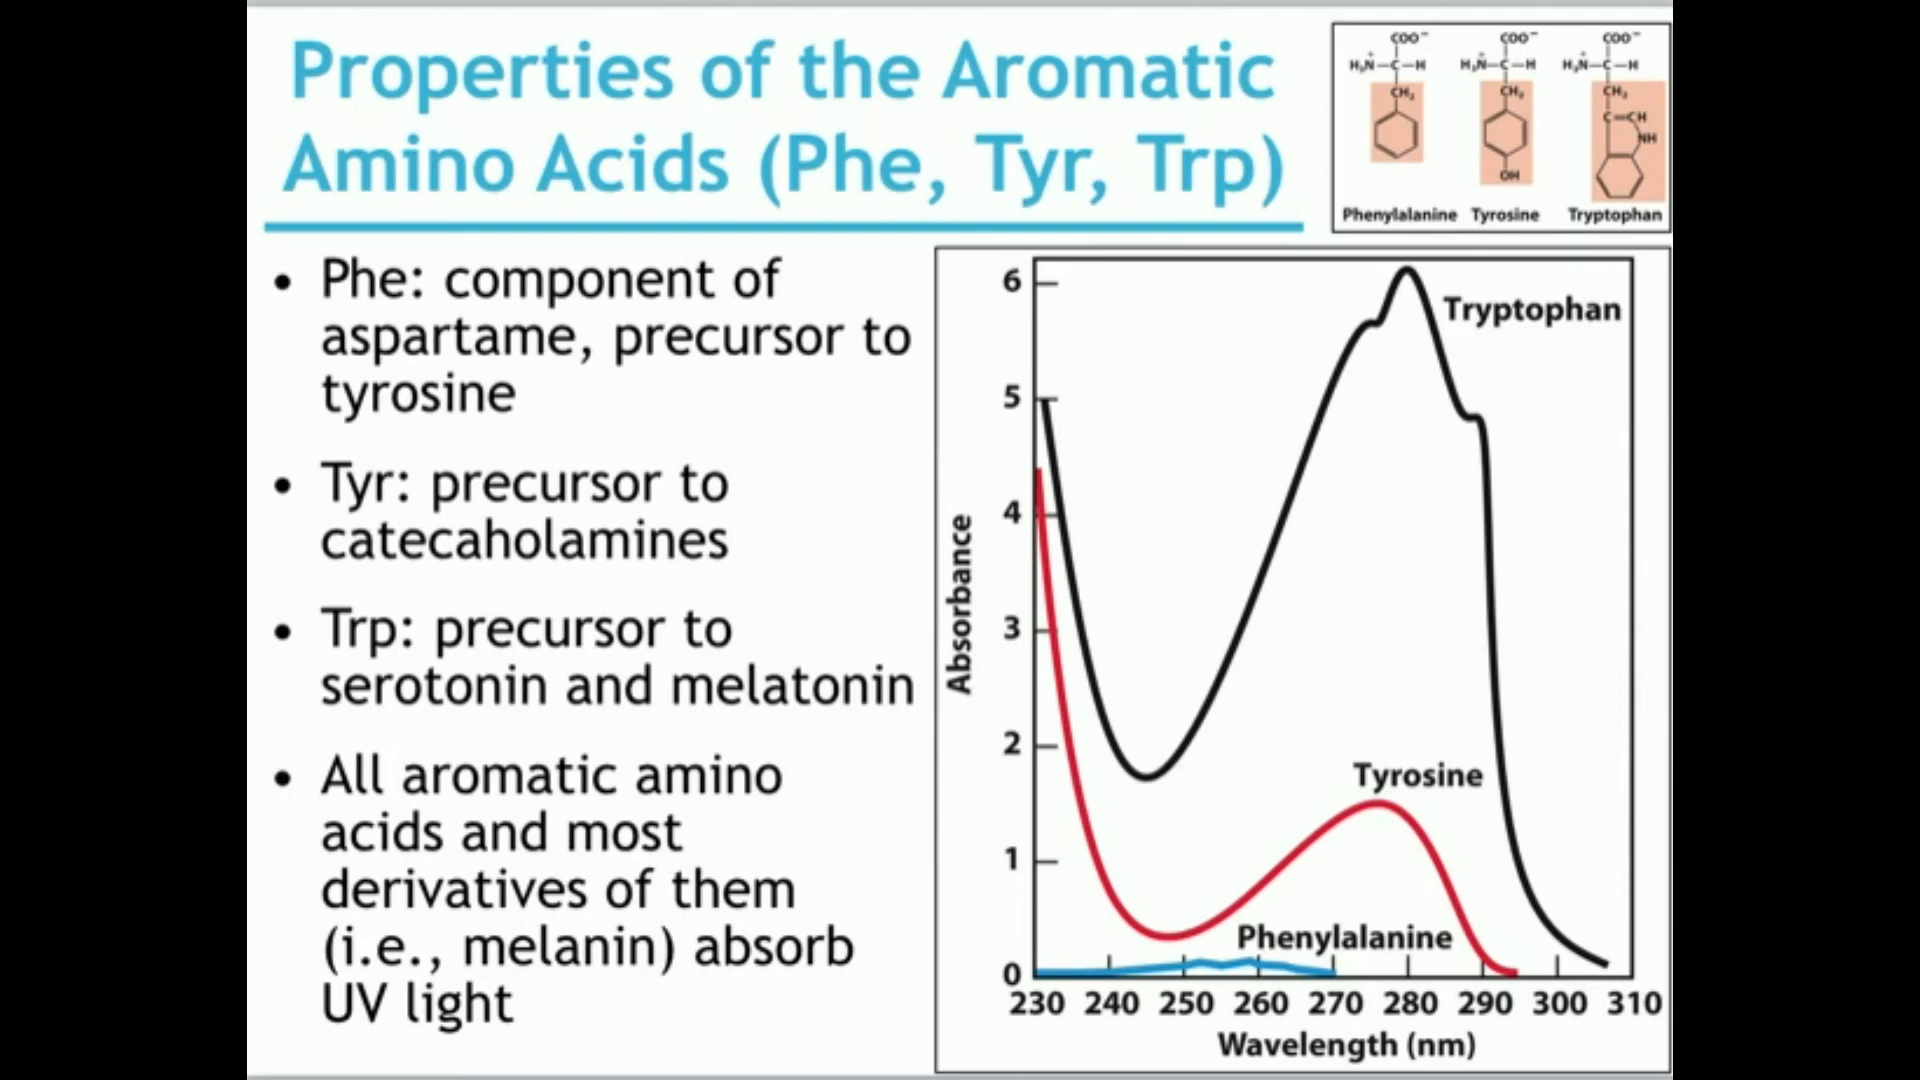 Properties of the Aromatic
Amino Acids (Phe, Tyr, Trp)
COO⁻ COO⁻ COO⁻
H₃N⁺—C—H H₃N⁺—C—H H₃N⁺—C—H
CH₂ CH₂ CH₂
C=CH
NH
OH
Phenylalanine Tyrosine Tryptophan
• Phe: component of
aspartame, precursor to
tyrosine
• Tyr: precursor to
catecaholamines
• Trp: precursor to
serotonin and melatonin
• All aromatic amino
acids and most
derivatives of them
(i.e., melanin) absorb
UV light
6
5
4
3
2
1
0
Absorbance
Tryptophan
Tyrosine
Phenylalanine
230 240 250 260 270 280 290 300 310
Wavelength (nm)